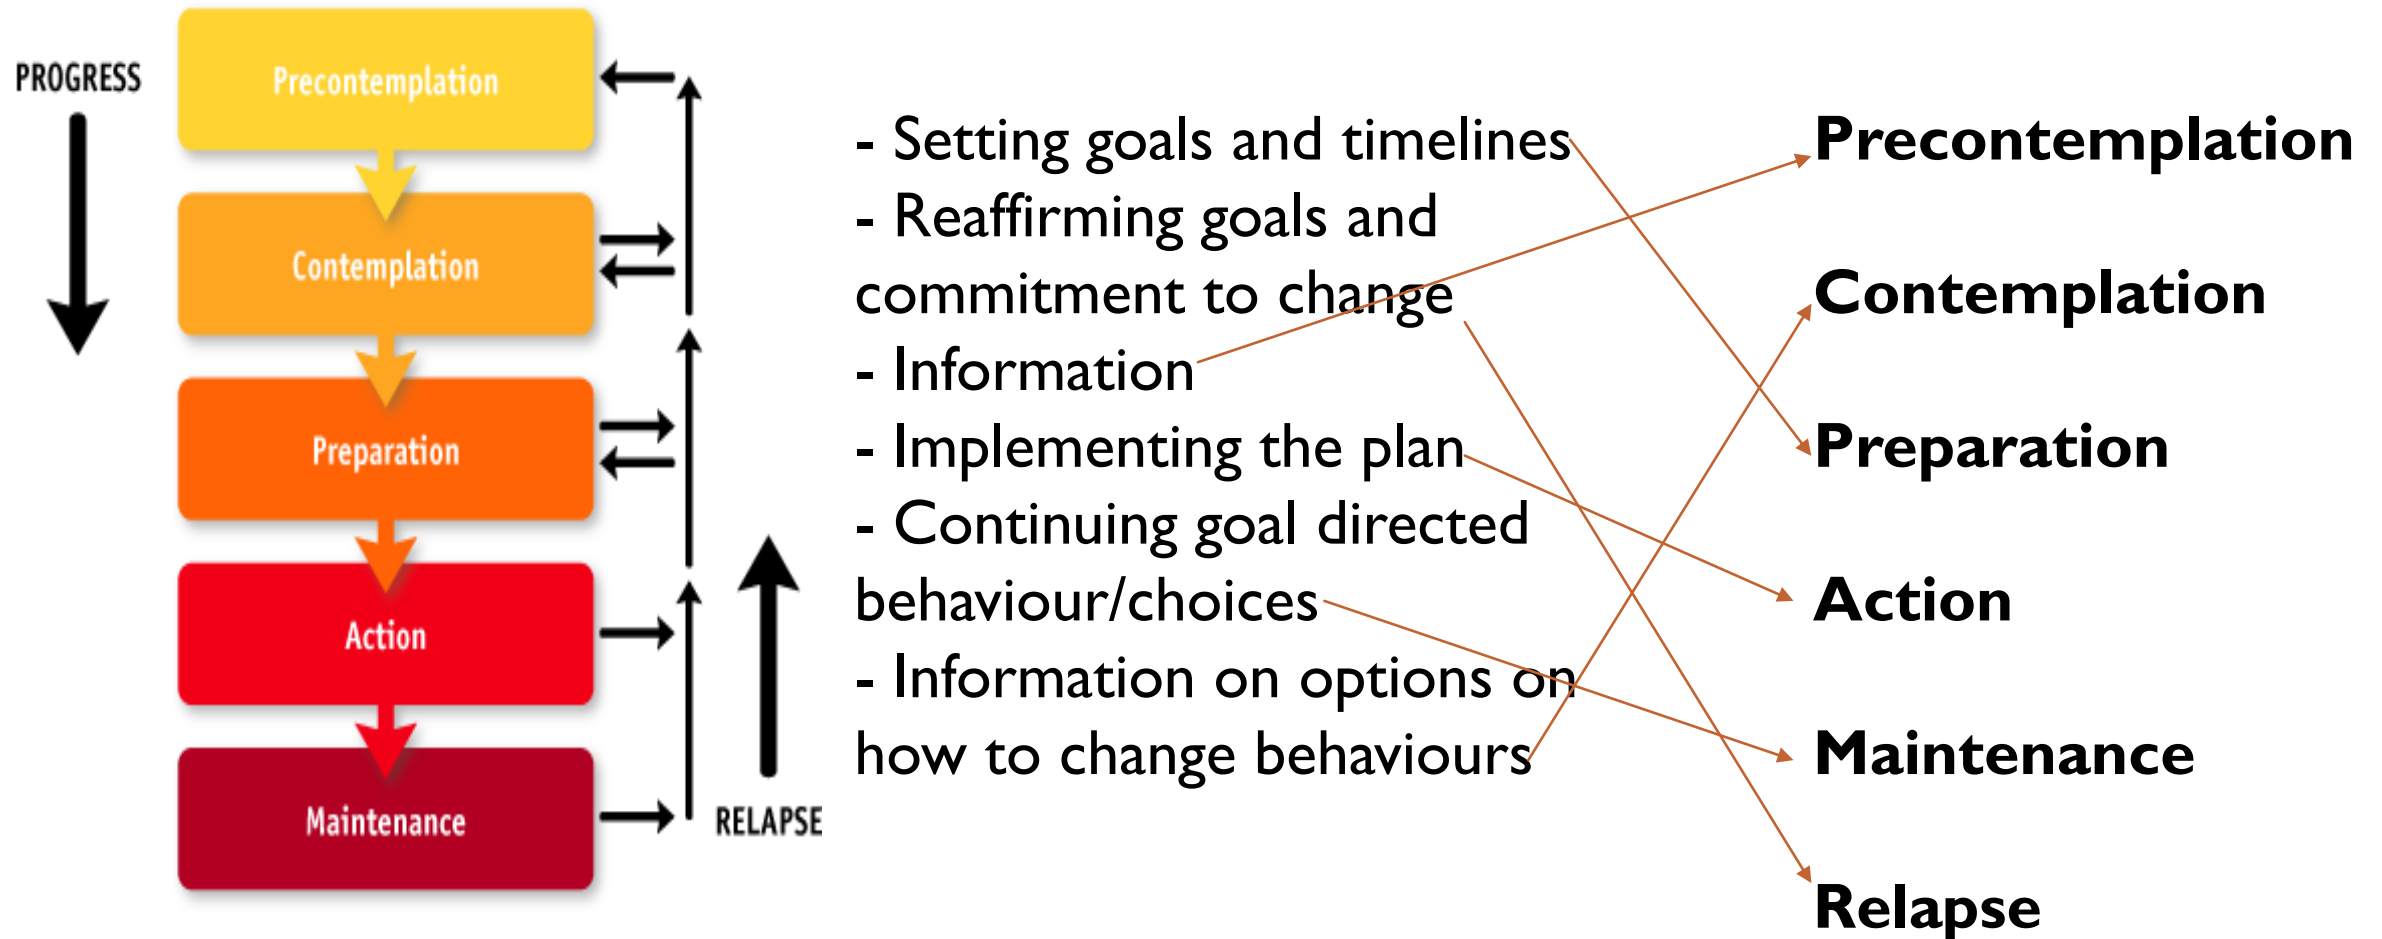 PROGRESS
Precontemplation
Contemplation
Preparation
Action
Maintenance
RELAPSE
- Setting goals and timelines
- Reaffirming goals and
commitment to change
- Information
- Implementing the plan
- Continuing goal directed
behaviour/choices
- Information on options on
how to change behaviours
Precontemplation
Contemplation
Preparation
Action
Maintenance
Relapse